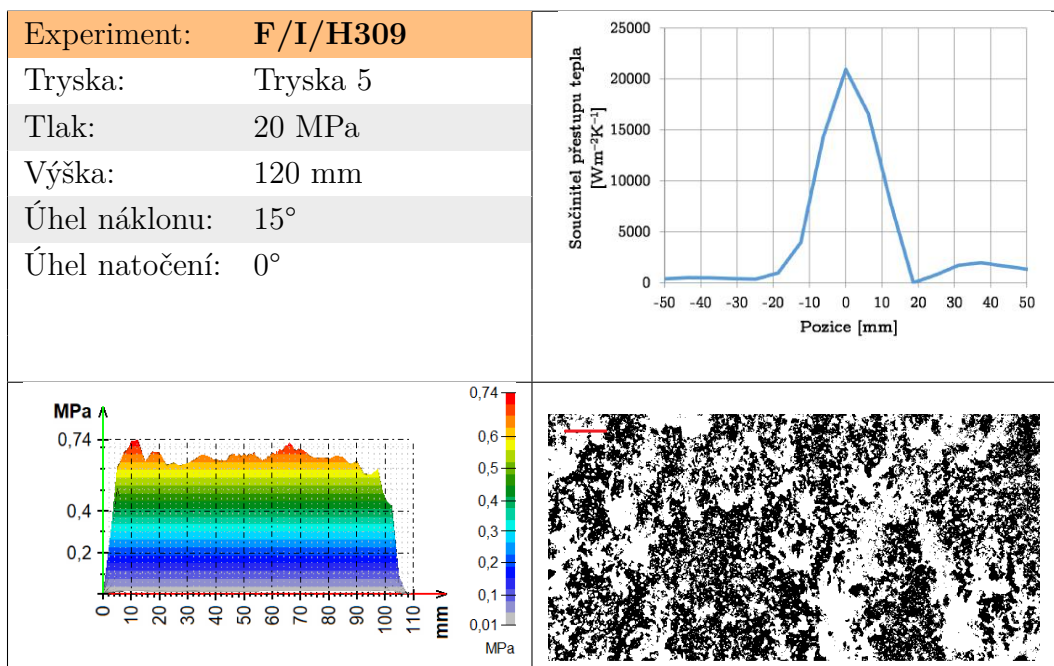 Experiment: F/I/H309
Tryska: Tryska 5
Tlak: 20 MPa
Výška: 120 mm
Úhel náklonu: 15°
Úhel natočení: 0°
Součinitel přestupu tepla
[Wm⁻²K⁻¹]
25000
20000
15000
10000
5000
0
-50 -40 -30 -20 -10 0 10 20 30 40 50
Pozice [mm]
MPa
0,74
0,4
0,2
0 10 20 30 40 50 60 70 80 90 100 110 mm
0,74
0,6
0,5
0,4
0,3
0,2
0,1
0,01
MPa